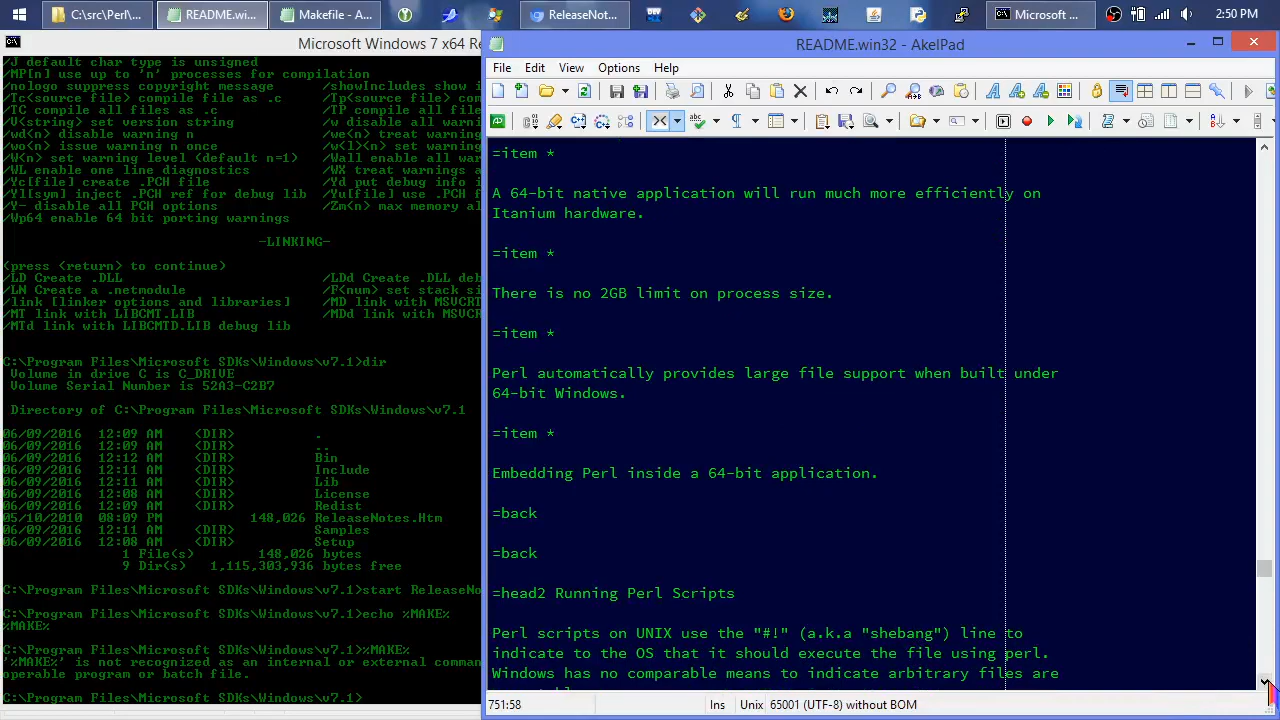 C:\src\Perl\...
README.wi...
Makefile - A...
ReleaseNot...
Microsoft ...
2:50 PM
Microsoft Windows 7 x64 Re
/J default char type is unsigned
/MP[n] use up to 'n' processes for compilation
/nologo suppress copyright message /showIncludes show i
/Tc<source file> compile file as .c /Tp<source file> com
/TC compile all files as .c /TP compile all fil
/V<string> set version string /w disable all warn
/wd<n> disable warning n /we<n> treat warning
/wo<n> issue warning n once /w<l><n> set warning
/W<n> set warning level (default n=1) /Wall enable all war
/WL enable one line diagnostics /WX treat warnings a
/Yc[file] create .PCH file /Yd put debug info i
/Yl[sym] inject .PCH ref for debug lib /Yu[file] use .PCH f
/Y- disable all PCH options /Zm<n> max memory al
/Wp64 enable 64 bit porting warnings
-LINKING-
(press <return> to continue)
/LD Create .DLL /LDd Create .DLL deb
/LN Create a .netmodule /F<num> set stack si
/link [linker options and libraries] /MD link with MSVCRT
/MT link with LIBCMT.LIB /MDd link with MSVCR
/MTd link with LIBCMTD.LIB debug lib
C:\Program Files\Microsoft SDKs\Windows\v7.1>dir
Volume in drive C is C_DRIVE
Volume Serial Number is 52A3-C2B7
Directory of C:\Program Files\Microsoft SDKs\Windows\v7.1
06/09/2016 12:09 AM <DIR> .
06/09/2016 12:09 AM <DIR> ..
06/09/2016 12:12 AM <DIR> Bin
06/09/2016 12:11 AM <DIR> Include
06/09/2016 12:11 AM <DIR> Lib
06/09/2016 12:08 AM <DIR> License
06/09/2016 12:09 AM <DIR> Redist
05/10/2010 08:09 PM 148,026 ReleaseNotes.Htm
06/09/2016 12:11 AM <DIR> Samples
06/09/2016 12:08 AM <DIR> Setup
1 File(s) 148,026 bytes
9 Dir(s) 1,115,303,936 bytes free
C:\Program Files\Microsoft SDKs\Windows\v7.1>start ReleaseNo
C:\Program Files\Microsoft SDKs\Windows\v7.1>echo %MAKE%
%MAKE%
C:\Program Files\Microsoft SDKs\Windows\v7.1>%MAKE%
'%MAKE%' is not recognized as an internal or external comman
operable program or batch file.
C:\Program Files\Microsoft SDKs\Windows\v7.1>
README.win32 - AkelPad
File Edit View Options Help
=item *
A 64-bit native application will run much more efficiently on
Itanium hardware.
=item *
There is no 2GB limit on process size.
=item *
Perl automatically provides large file support when built under
64-bit Windows.
=item *
Embedding Perl inside a 64-bit application.
=back
=back
=head2 Running Perl Scripts
Perl scripts on UNIX use the "#!" (a.k.a "shebang") line to
indicate to the OS that it should execute the file using perl.
Windows has no comparable means to indicate arbitrary files are
751:58 Ins Unix 65001 (UTF-8) without BOM